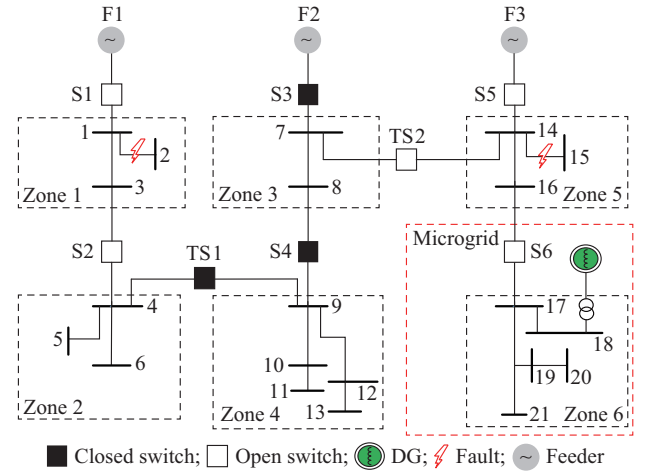 F1 F2 F3
~ ~ ~
S1 S3 S5
1 2 7 TS2 14 15
3 8 16
Zone 1 Zone 3 Zone 5
Microgrid
S2 TS1 S4 S6
4 9 17
5 6 10 18
11 12 19 20
13 21
Zone 2 Zone 4 Zone 6
Closed switch; Open switch; DG; Fault; ~ Feeder